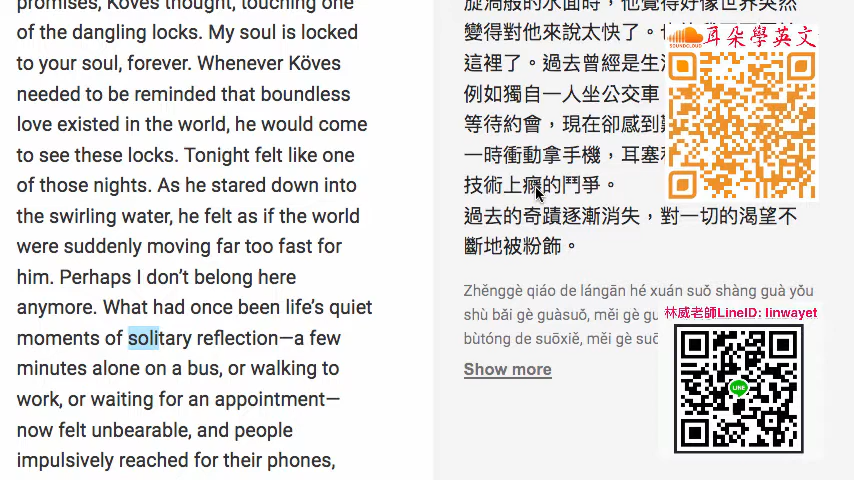 promises, Köves thought, touching one
of the dangling locks. My soul is locked
to your soul, forever. Whenever Köves
needed to be reminded that boundless
love existed in the world, he would come
to see these locks. Tonight felt like one
of those nights. As he stared down into
the swirling water, he felt as if the world
were suddenly moving far too fast for
him. Perhaps I don’t belong here
anymore. What had once been life’s quiet
moments of solitary reflection—a few
minutes alone on a bus, or walking to
work, or waiting for an appointment—
now felt unbearable, and people
impulsively reached for their phones,
旋渦般的水面時，他覺得好像世界突然
變得對他來說太快了。
這裡了。過去曾經是生
例如獨自一人坐公交車
等待約會，現在卻感到
一時衝動拿手機，耳塞
技術上癮的鬥爭。
過去的奇蹟逐漸消失，對一切的渴望不
斷地被粉飾。
Zhěnggè qiáo de lángān hé xuán suǒ shàng guà yǒu
shù bǎi gè guàsuǒ, měi gè gu
bùtóng de suōxiě, měi gè suǒ
Show more
SOUNDCLOUD
耳朵學英文
林威老師LineID: linwayet
LINE